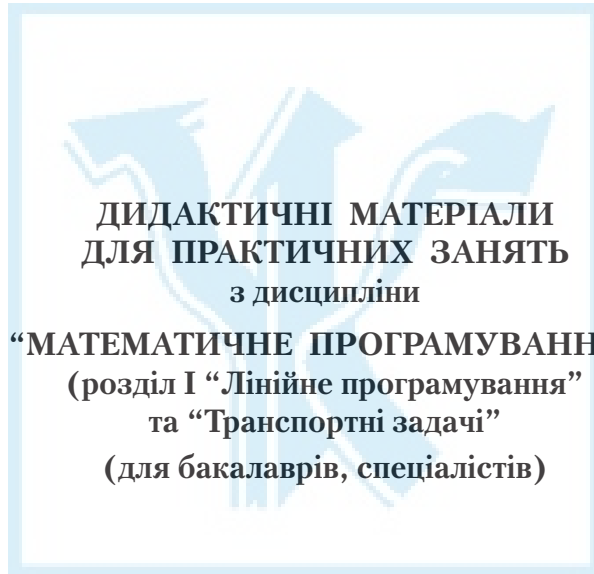 ДИДАКТИЧНІ МАТЕРІАЛИ
ДЛЯ ПРАКТИЧНИХ ЗАНЯТЬ
з дисципліни
“МАТЕМАТИЧНЕ ПРОГРАМУВАНН
(розділ І “Лінійне програмування”
та “Транспортні задачі”
(для бакалаврів, спеціалістів)